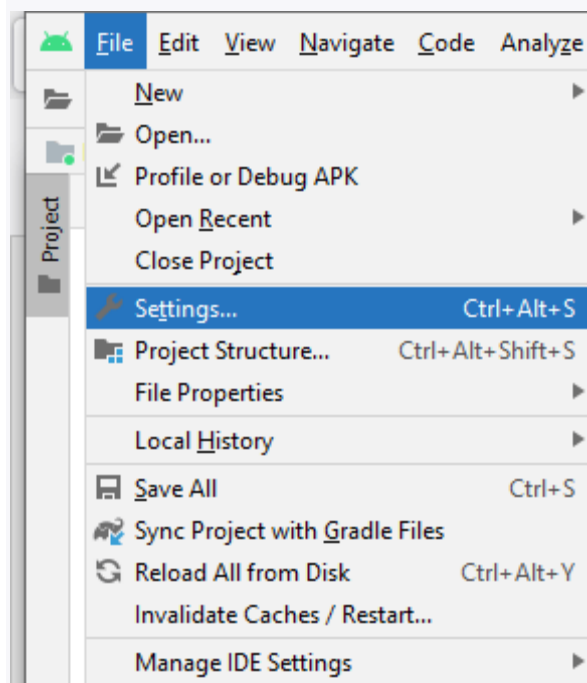 File Edit View Navigate Code Analyze
New
Open...
Profile or Debug APK
Open Recent
Close Project
Project
Settings... Ctrl+Alt+S
Project Structure... Ctrl+Alt+Shift+S
File Properties
Local History
Save All Ctrl+S
Sync Project with Gradle Files
Reload All from Disk Ctrl+Alt+Y
Invalidate Caches / Restart...
Manage IDE Settings